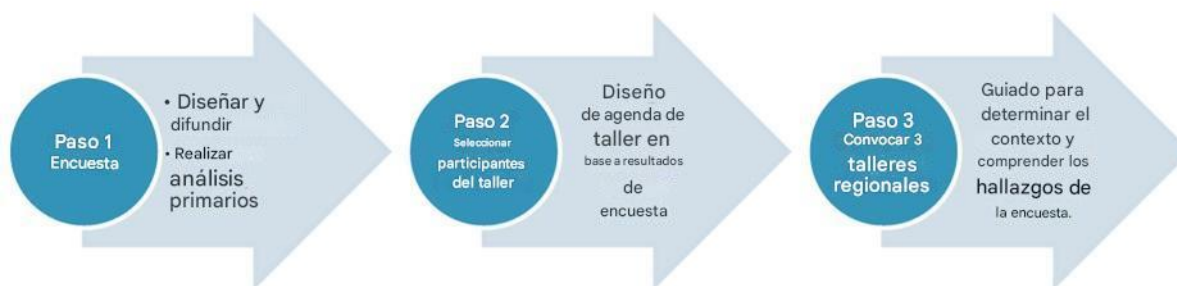 Paso 1
Encuesta
• Diseñar y
difundir
• Realizar
análisis
primarios
Paso 2
Seleccionar
participantes
del taller
Diseño
de agenda de
taller en
base a resultados
de
encuesta
Paso 3
Convocar 3
talleres
regionales
Guiado para
determinar el
contexto y
comprender los
hallazgos de
la encuesta.